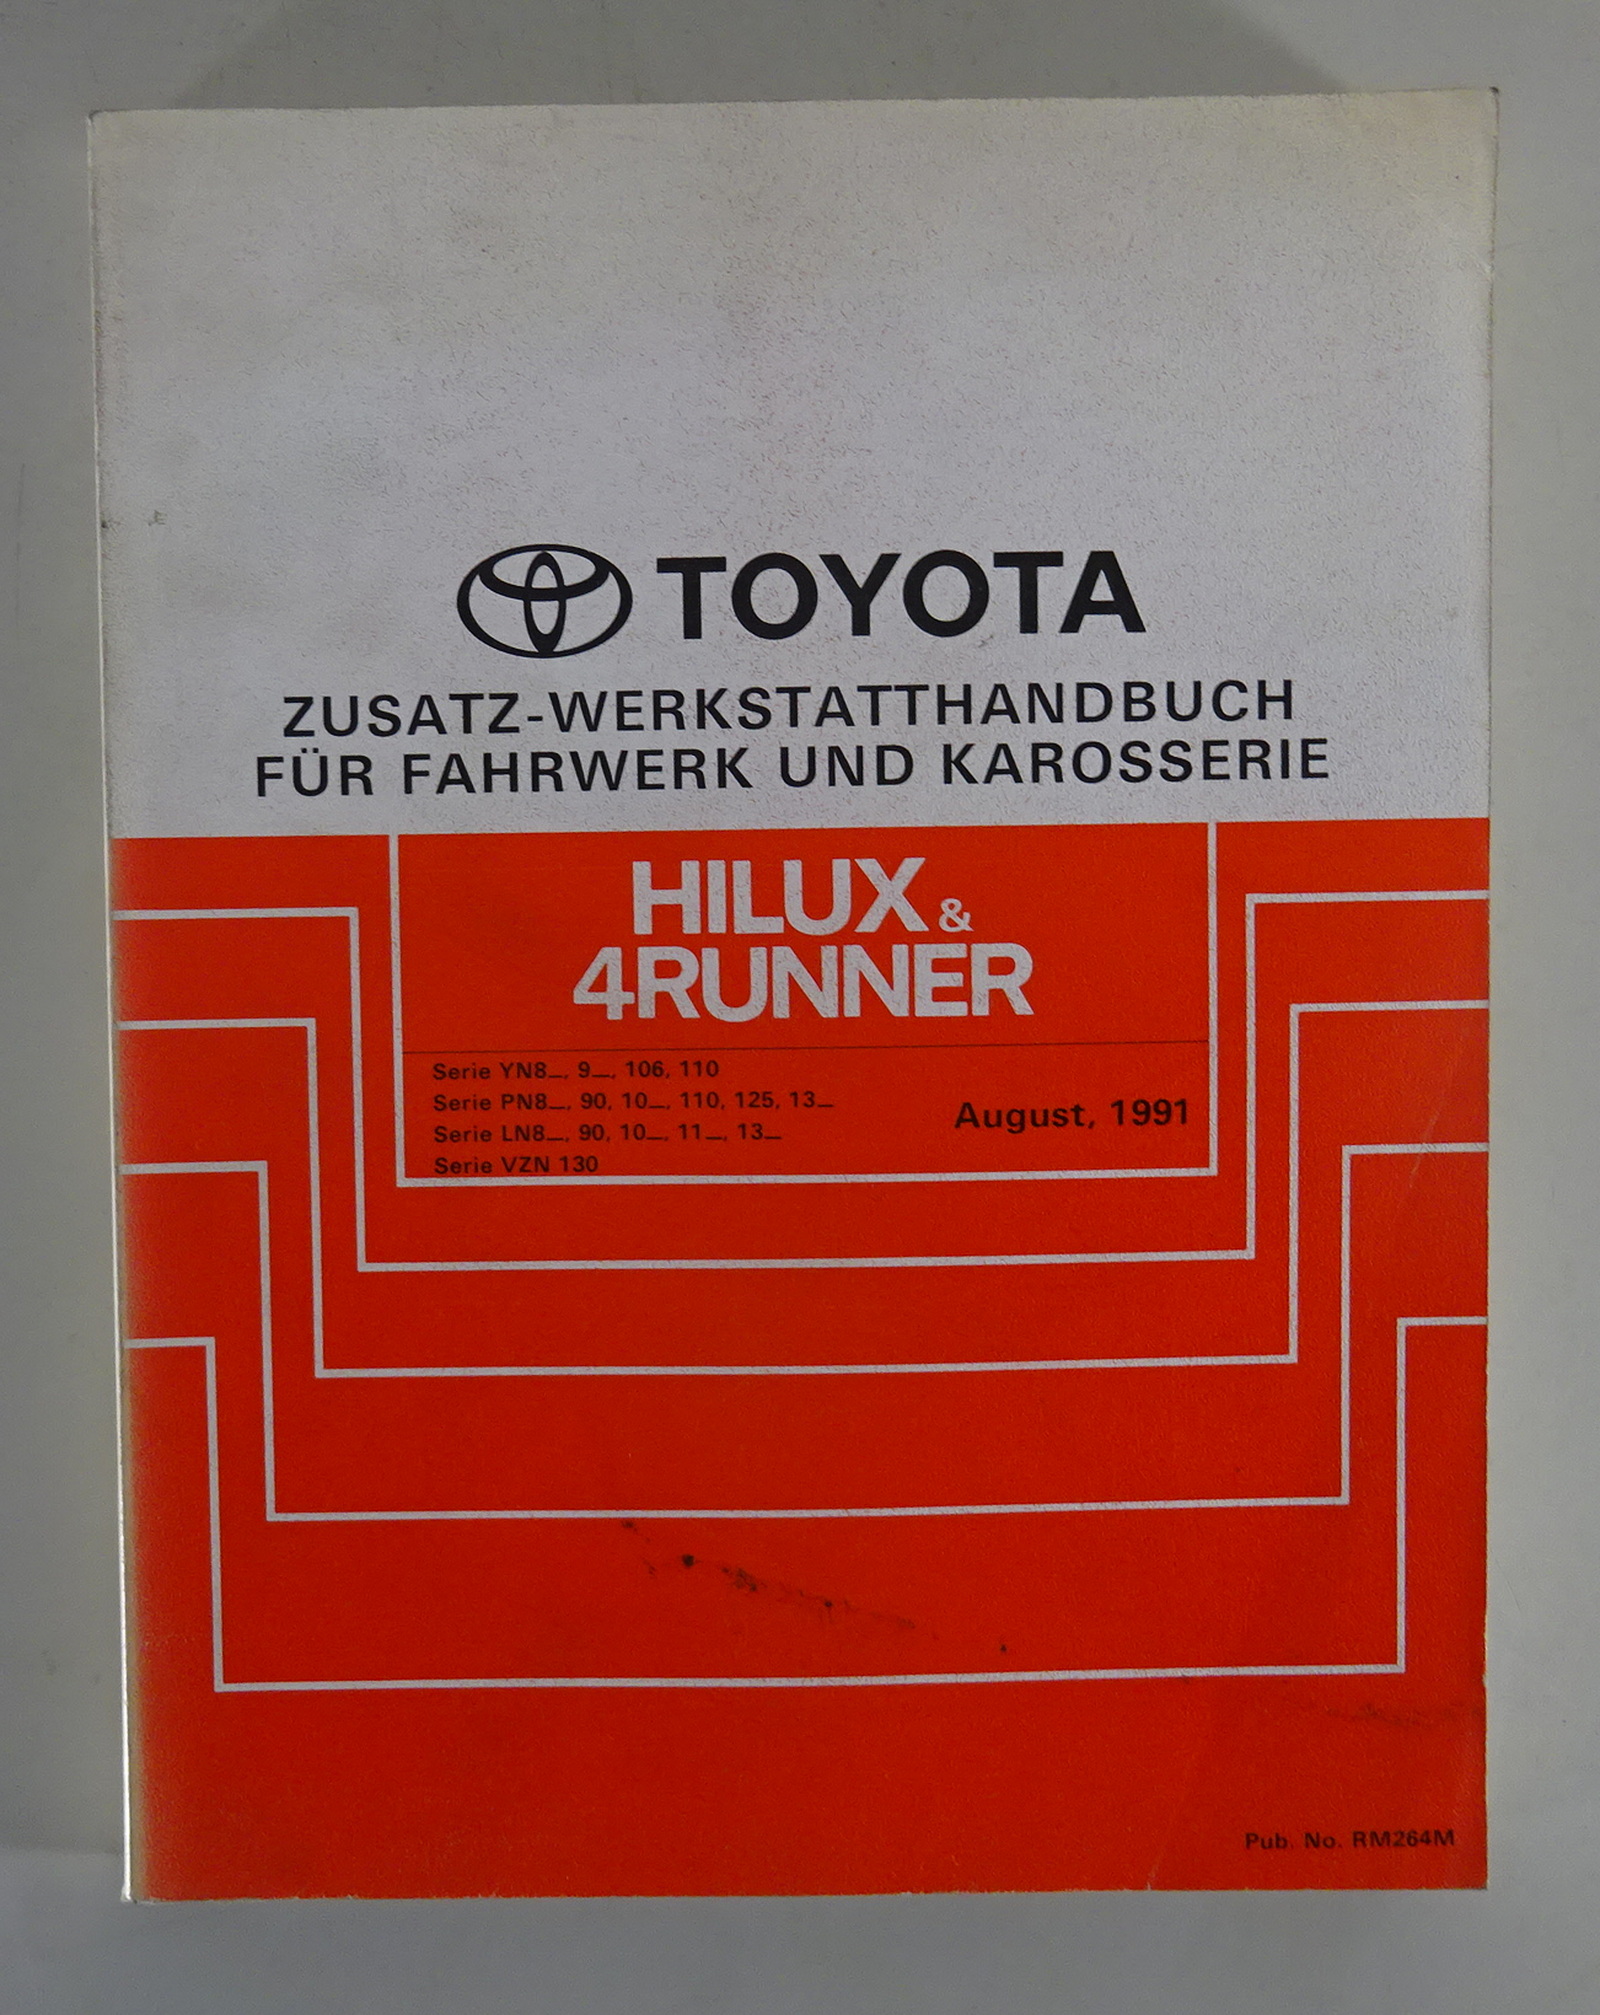 TOYOTA
ZUSATZ-WERKSTATTHANDBUCH
FÜR FAHRWERK UND KAROSSERIE
HILUX &
4RUNNER
Serie YN8_, 9_, 106, 110
Serie PN8_, 90, 10_, 110, 125, 13_
Serie LN8_, 90, 10_, 11_, 13_
Serie VZN 130
August, 1991
Pub. No. RM264M